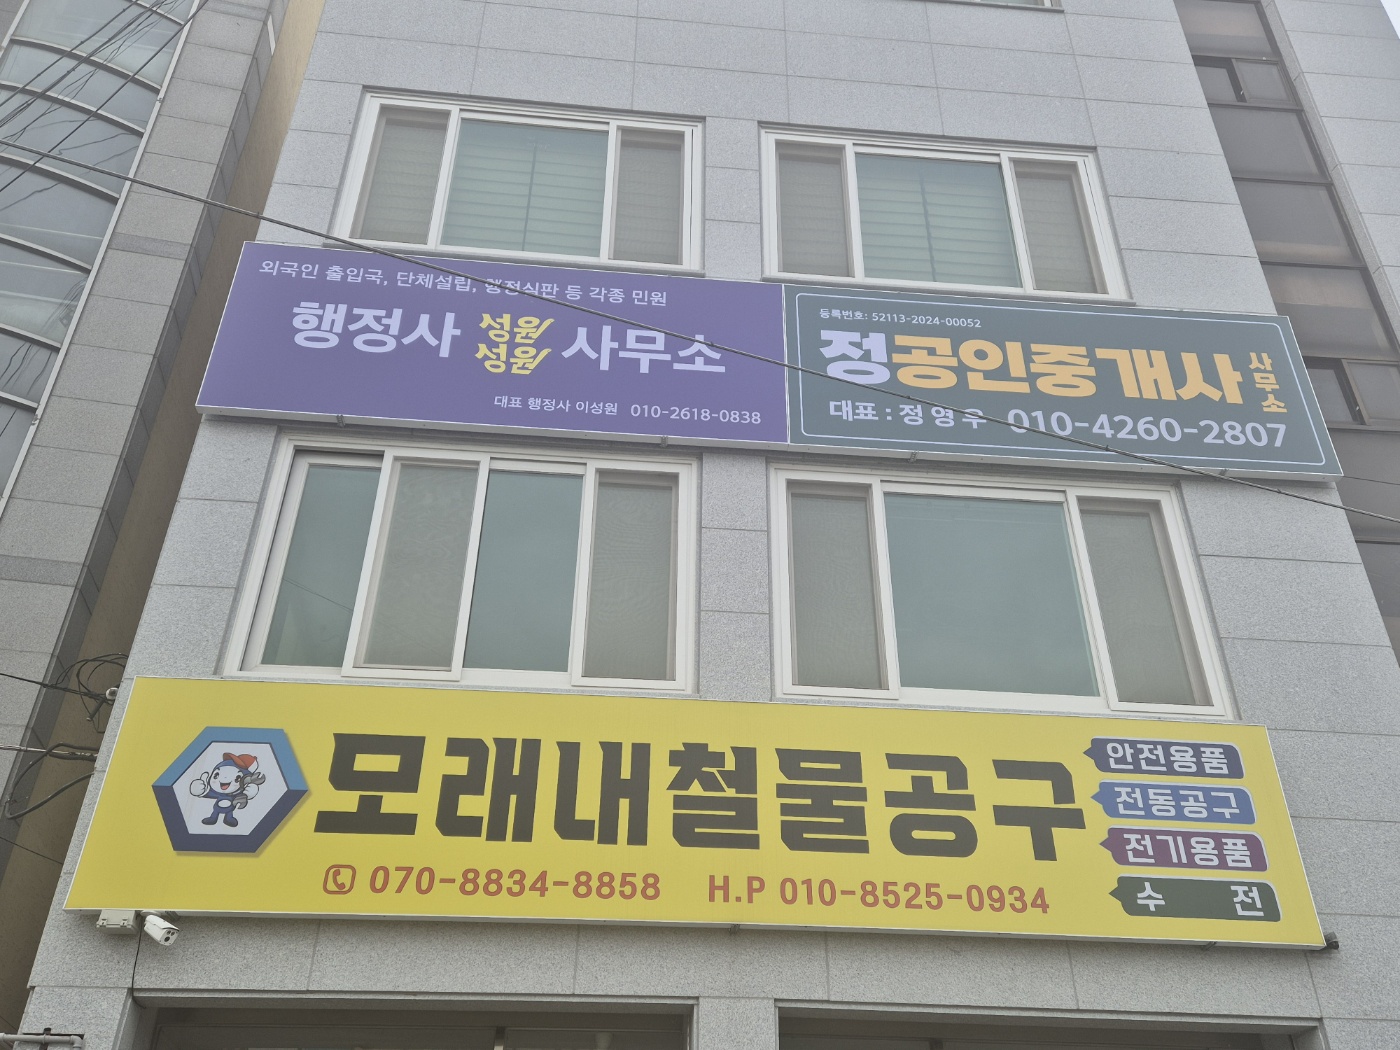 외국인 출입국, 단체설립, 행정심판 등 각종 민원
행정사 성원 성원 사무소
대표 행정사 이성원 010-2618-0838
등록번호: 52113-2024-00052
정공인중개사 사무소
대표 : 정영우 010-4260-2807
모래내철물공구
070-8834-8858 H.P 010-8525-0934
안전용품
전동공구
전기용품
수 전